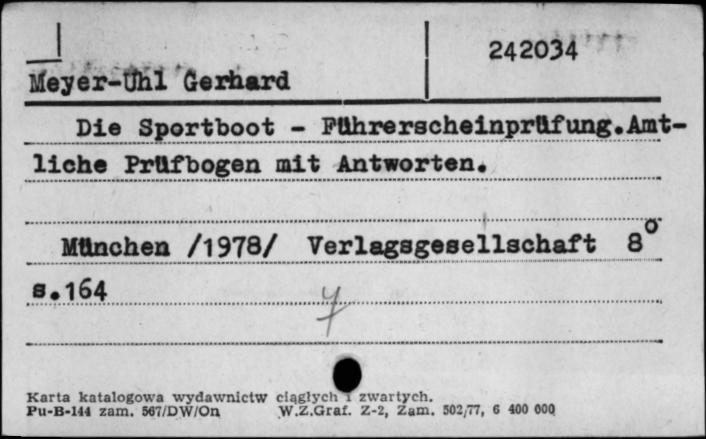 242034
Meyer-Uhl Gerhard
Die Sportboot - Führerscheinprüfung.Amt-
liche Prüfbogen mit Antworten.
München /1978/ Verlagsgesellschaft 8°
s.164
Karta katalogowa wydawnictw ciągłych i zwartych.
Pu-B-144 zam. 567/DW/On W.Z.Graf. Z-2, Zam. 502/77, 6 400 000